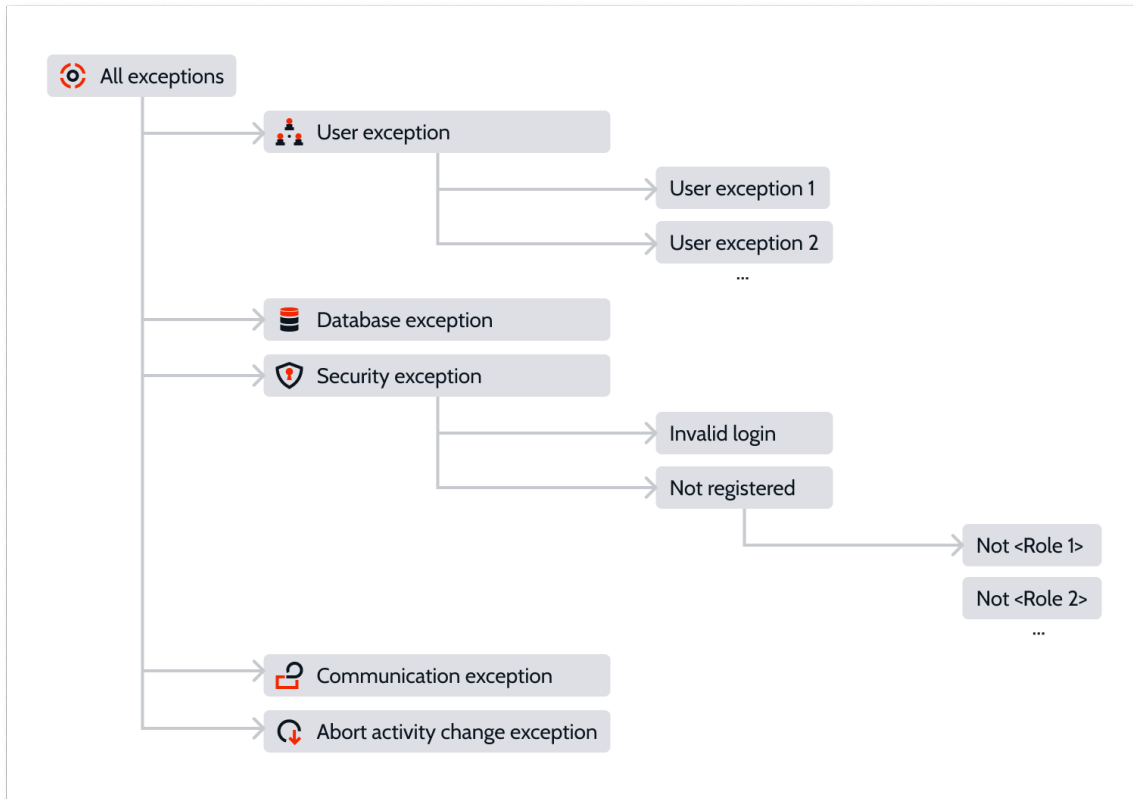 All exceptions
User exception
User exception 1
User exception 2
...
Database exception
Security exception
Invalid login
Not registered
Not <Role 1>
Not <Role 2>
...
Communication exception
Abort activity change exception